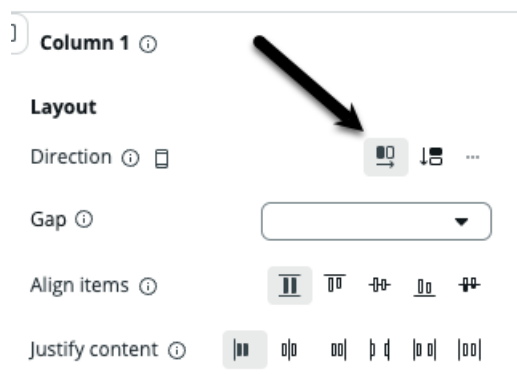 Column 1
Layout
Direction
Gap
Align items
Justify content